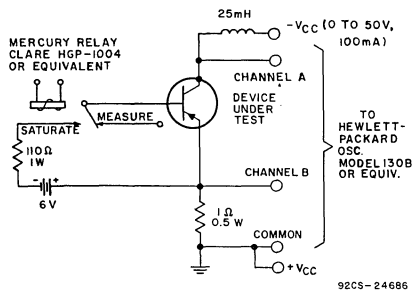 25mH
-VCC (0 TO 50V,
100mA)
MERCURY RELAY
CLARE HGP-1004
OR EQUIVALENT
CHANNEL A
DEVICE
UNDER
TEST
MEASURE
SATURATE
TO
HEWLETT-
PACKARD
OSC.
MODEL 130B
OR EQUIV.
110Ω
1W
- +
6V
CHANNEL B
1Ω
0.5 W
COMMON
+VCC
92CS-24686